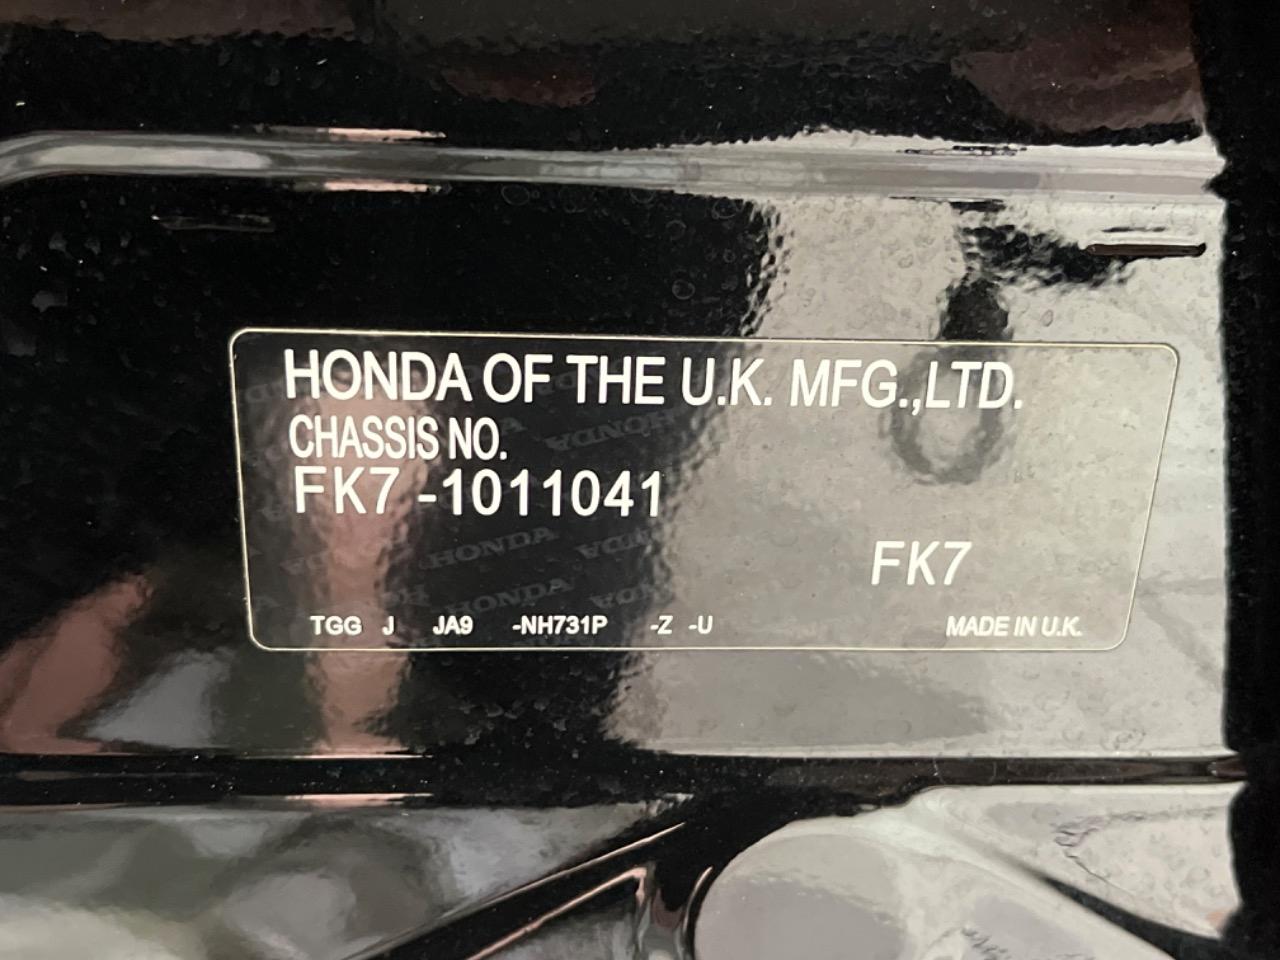 HONDA OF THE U.K. MFG.,LTD.
CHASSIS NO.
FK7 -1011041
FK7
TGG J JA9 -NH731P -Z -U MADE IN U.K.